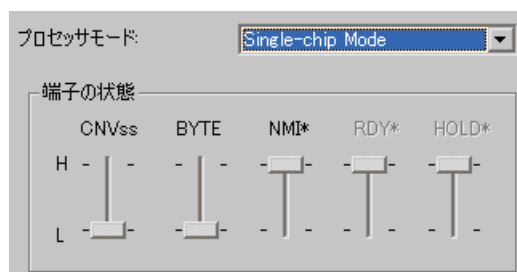 プロセッサモード:
Single-chip Mode
端子の状態
CNVss BYTE NMI* RDY* HOLD*
H
L